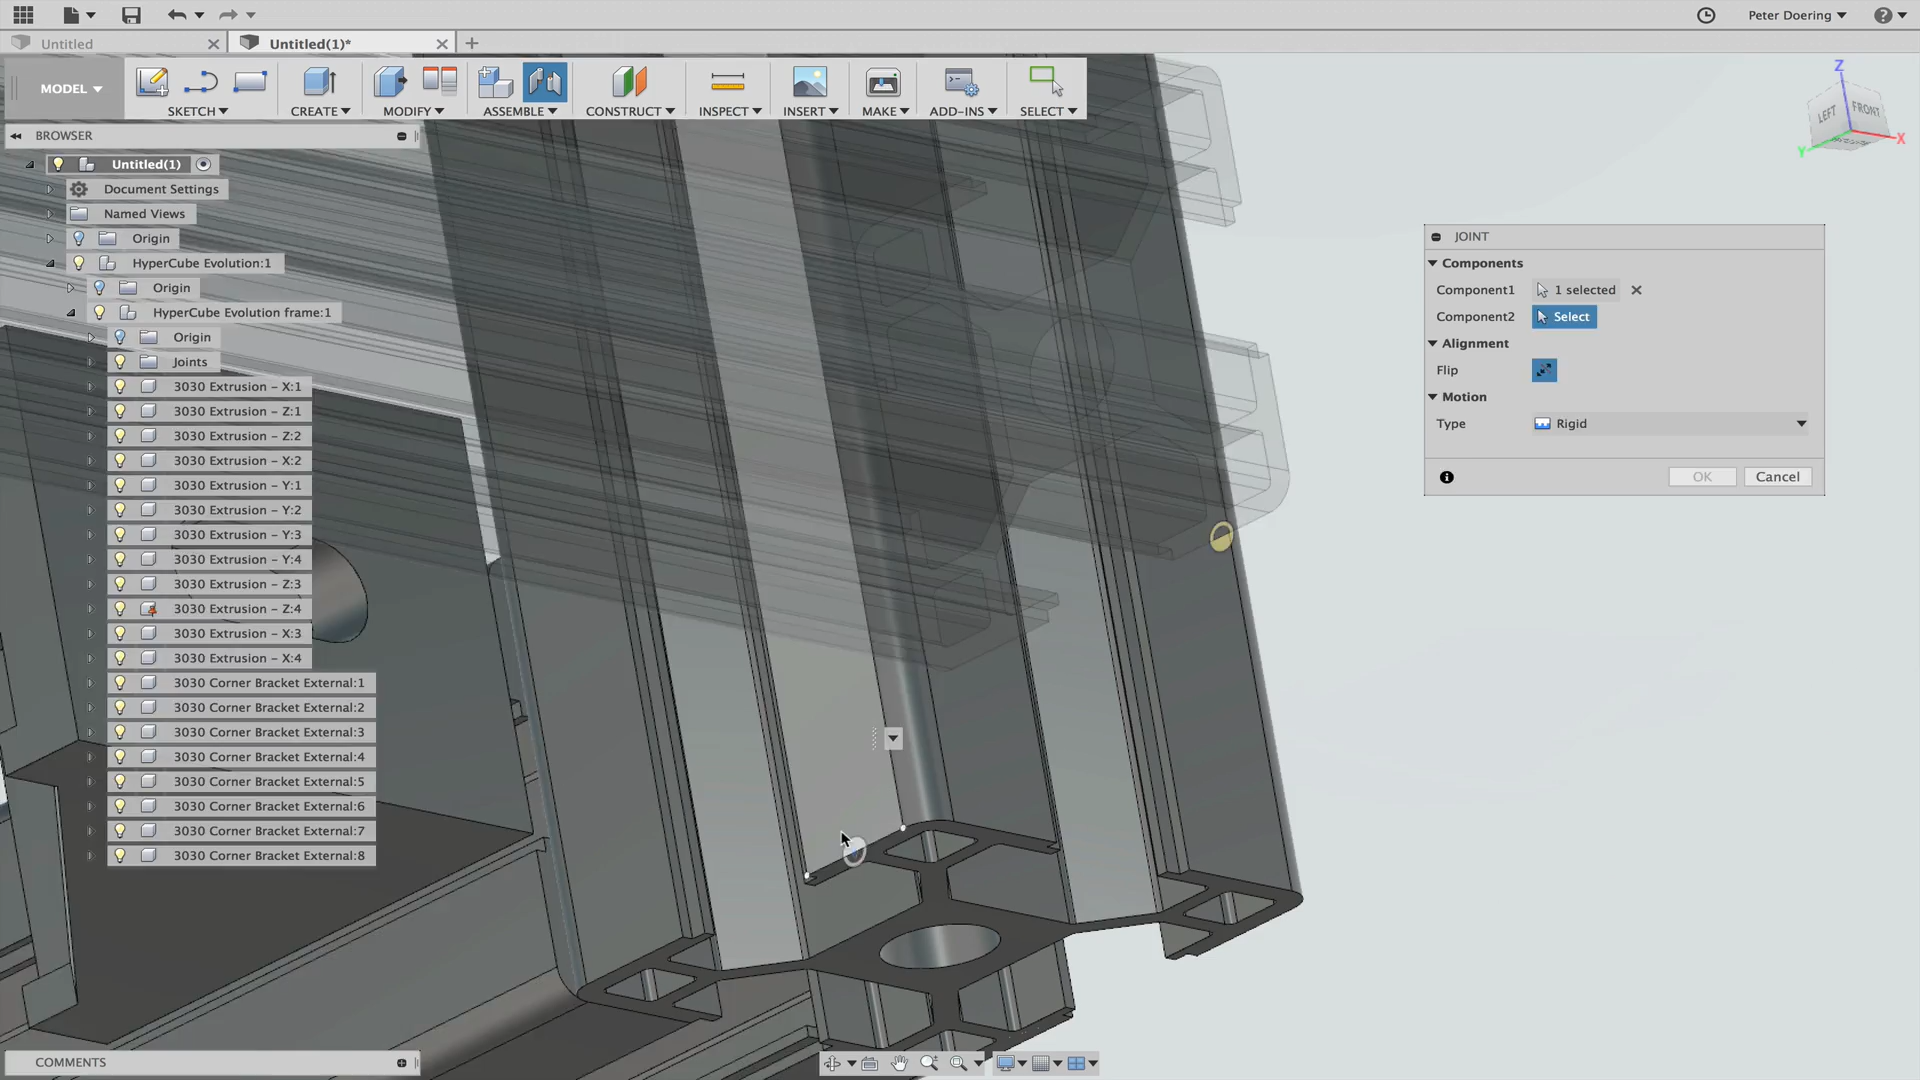 Peter Doering
Untitled
Untitled(1)*
MODEL
SKETCH
CREATE
MODIFY
ASSEMBLE
CONSTRUCT
INSPECT
INSERT
MAKE
ADD-INS
SELECT
Z
LEFT
FRONT
X
Y
BROWSER
Untitled(1)
Document Settings
Named Views
Origin
HyperCube Evolution:1
Origin
HyperCube Evolution frame:1
Origin
Joints
3030 Extrusion - X:1
3030 Extrusion - Z:1
3030 Extrusion - Z:2
3030 Extrusion - X:2
3030 Extrusion - Y:1
3030 Extrusion - Y:2
3030 Extrusion - Y:3
3030 Extrusion - Y:4
3030 Extrusion - Z:3
3030 Extrusion - Z:4
3030 Extrusion - X:3
3030 Extrusion - X:4
3030 Corner Bracket External:1
3030 Corner Bracket External:2
3030 Corner Bracket External:3
3030 Corner Bracket External:4
3030 Corner Bracket External:5
3030 Corner Bracket External:6
3030 Corner Bracket External:7
3030 Corner Bracket External:8
JOINT
Components
Component1 1 selected
Component2 Select
Alignment
Flip
Motion
Type Rigid
OK Cancel
COMMENTS